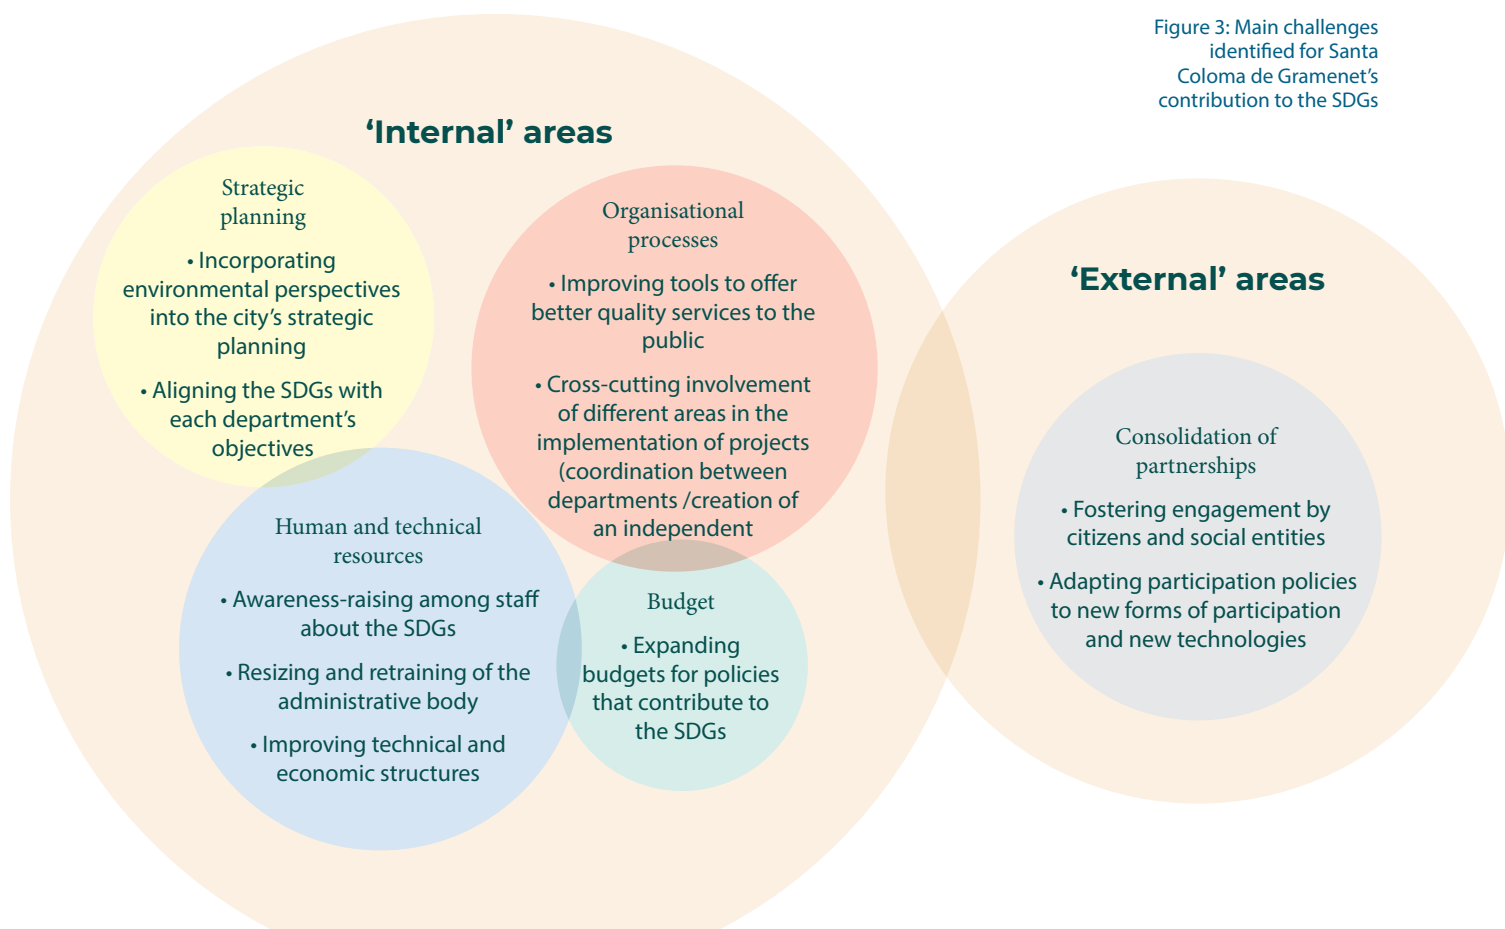 Figure 3: Main challenges
identified for Santa
Coloma de Gramenet’s
contribution to the SDGs
‘Internal’ areas
Strategic
planning
• Incorporating
environmental perspectives
into the city’s strategic
planning
• Aligning the SDGs with
each department’s
objectives
Organisational
processes
• Improving tools to offer
better quality services to the
public
• Cross-cutting involvement
of different areas in the
implementation of projects
(coordination between
departments /creation of
an independent
Human and technical
resources
• Awareness-raising among staff
about the SDGs
• Resizing and retraining of the
administrative body
• Improving technical and
economic structures
Budget
• Expanding
budgets for policies
that contribute to
the SDGs
‘External’ areas
Consolidation of
partnerships
• Fostering engagement by
citizens and social entities
• Adapting participation policies
to new forms of participation
and new technologies